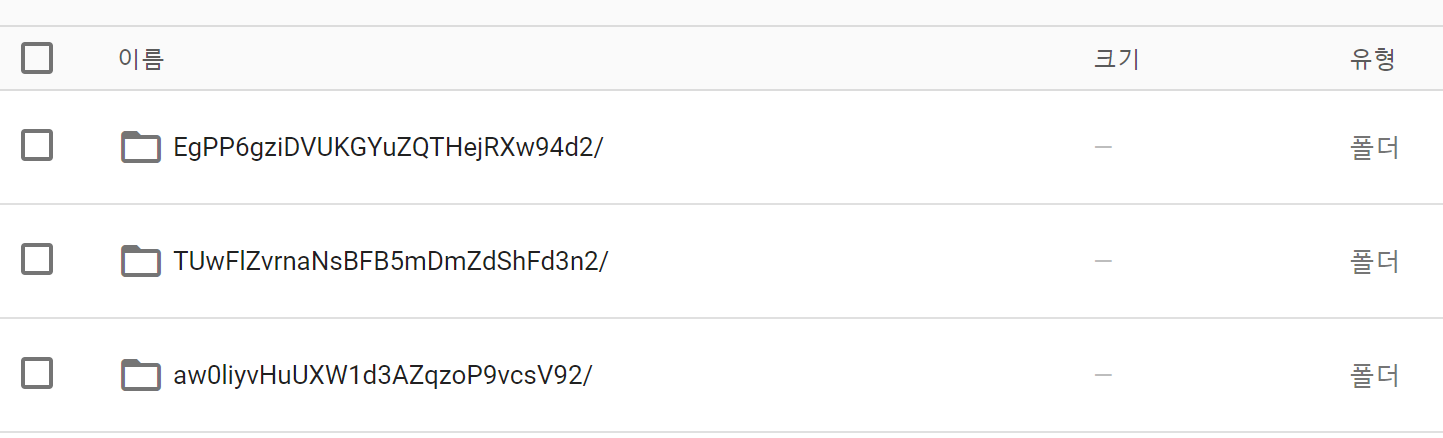 이름 크기 유형
EgPP6gziDVUKGYuZQTHejRXw94d2/ — 폴더
TUwFlZvrnaNsBFB5mDmZdShFd3n2/ — 폴더
aw0liyvHuUXW1d3AZqzoP9vcsV92/ — 폴더